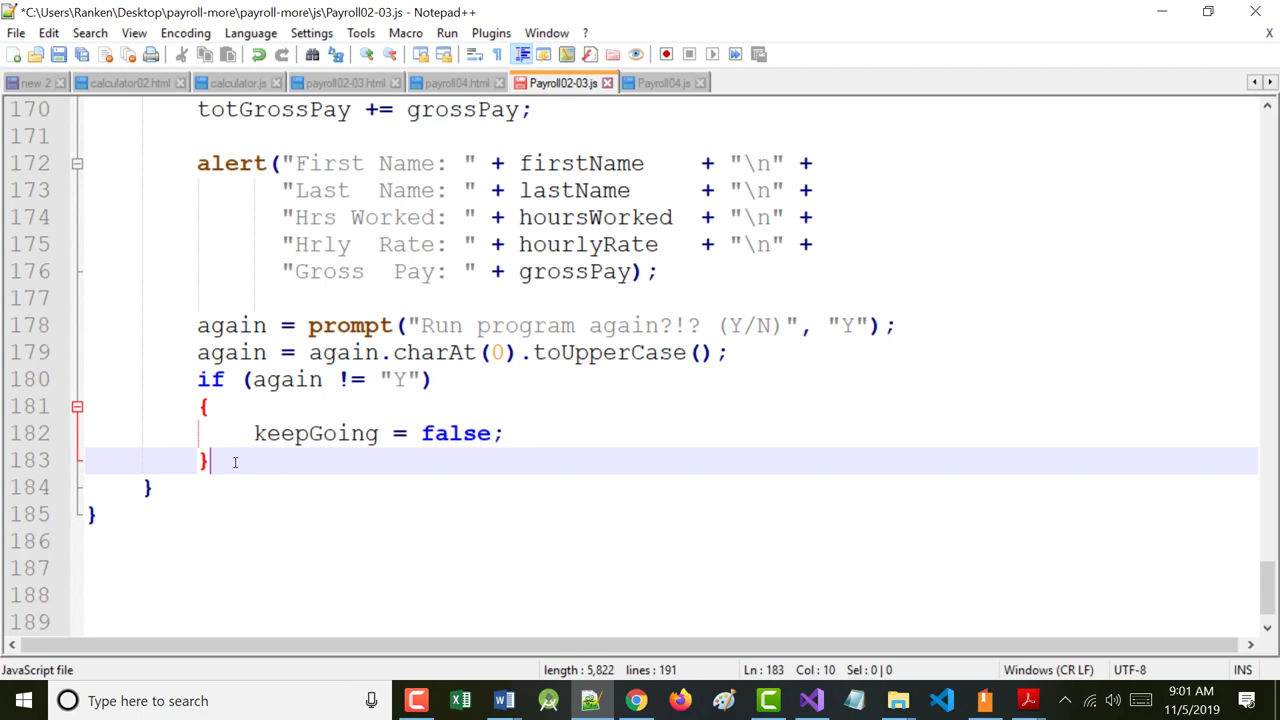 *C:\Users\Ranken\Desktop\payroll-more\payroll-more\js\Payroll02-03.js - Notepad++
File Edit Search View Encoding Language Settings Tools Macro Run Plugins Window ? X
new 2 calculator02.html calculator.js payroll02-03.html payroll04.html Payroll02-03.js Payroll04.js
170 totGrossPay += grossPay;
171
172 alert("First Name: " + firstName + "\n" +
173 "Last Name: " + lastName + "\n" +
174 "Hrs Worked: " + hoursWorked + "\n" +
175 "Hrly Rate: " + hourlyRate + "\n" +
176 "Gross Pay: " + grossPay);
177
178 again = prompt("Run program again?!? (Y/N)", "Y");
179 again = again.charAt(0).toUpperCase();
180 if (again != "Y")
181 {
182 keepGoing = false;
183 }
184 }
185 }
186
187
188
189
JavaScript file length : 5,822 lines : 191 Ln : 183 Col : 10 Sel : 0 | 0 Windows (CR LF) UTF-8 INS
Type here to search
9:01 AM
11/5/2019